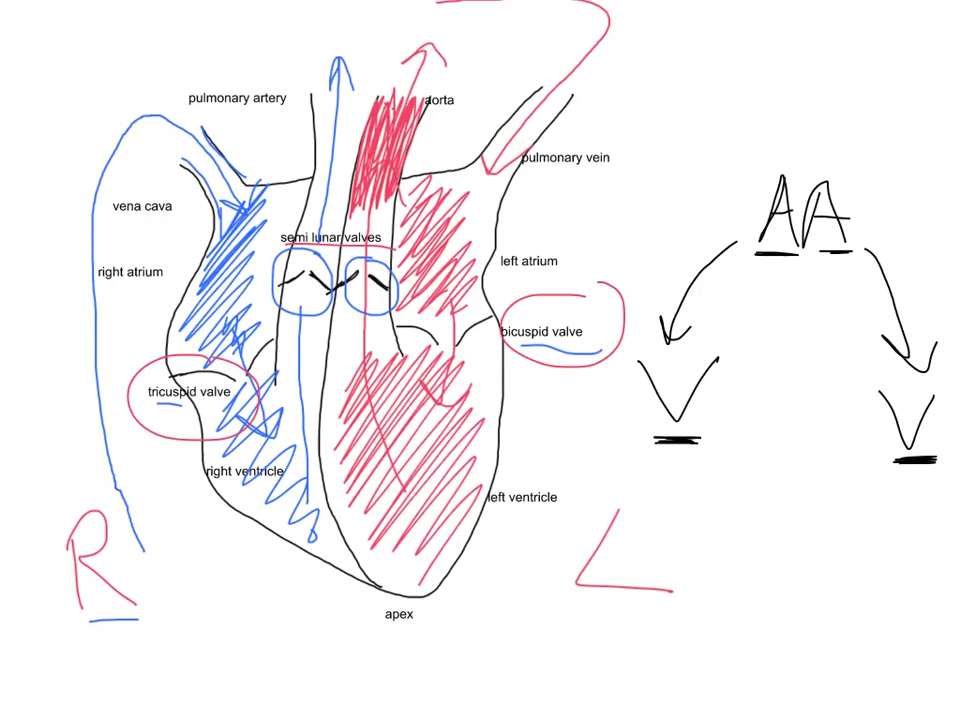 pulmonary artery
aorta
pulmonary vein
vena cava
semi lunar valves
right atrium
left atrium
bicuspid valve
tricuspid valve
right ventricle
left ventricle
apex
R
L
AA
V
V